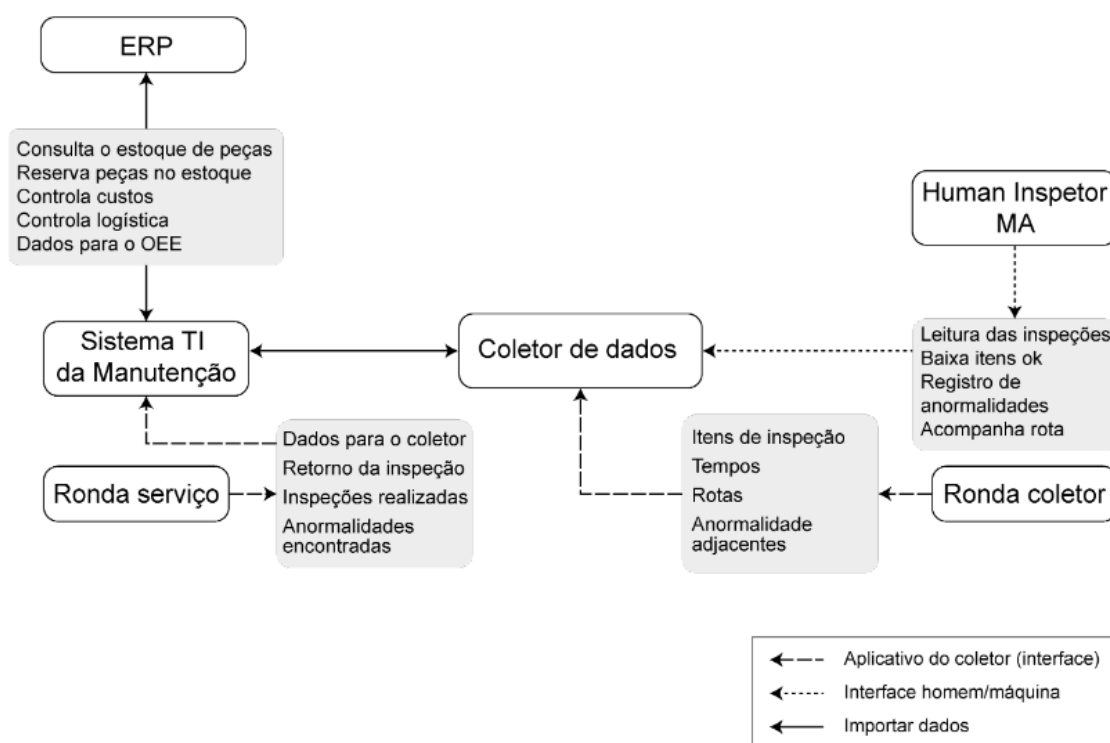 ERP
Consulta o estoque de peças
Reserva peças no estoque
Controla custos
Controla logística
Dados para o OEE
Human Inspetor
MA
Sistema TI
da Manutenção
Coletor de dados
Leitura das inspeções
Baixa itens ok
Registro de
anormalidades
Acompanha rota
Ronda serviço
Dados para o coletor
Retorno da inspeção
Inspeções realizadas
Anormalidades
encontradas
Itens de inspeção
Tempos
Rotas
Anormalidade
adjacentes
Ronda coletor
Aplicativo do coletor (interface)
Interface homem/máquina
Importar dados